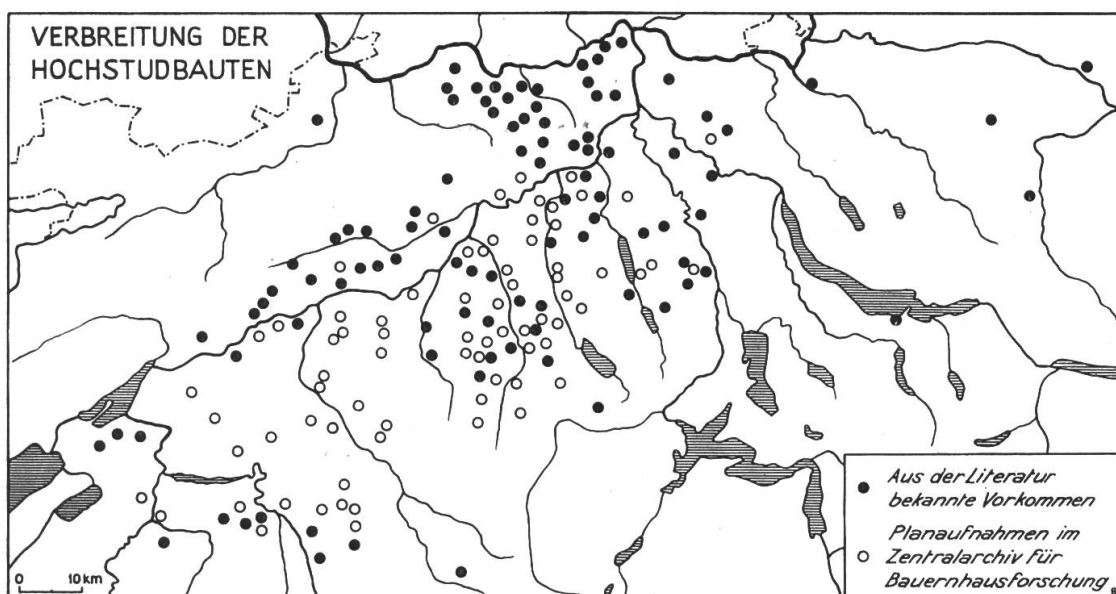 VERBREITUNG DER
HOCHSTUDBAUTEN
Aus der Literatur
bekannte Vorkommen
Planaufnahmen im
Zentralarchiv für
Bauernhausforschung
0 10 km